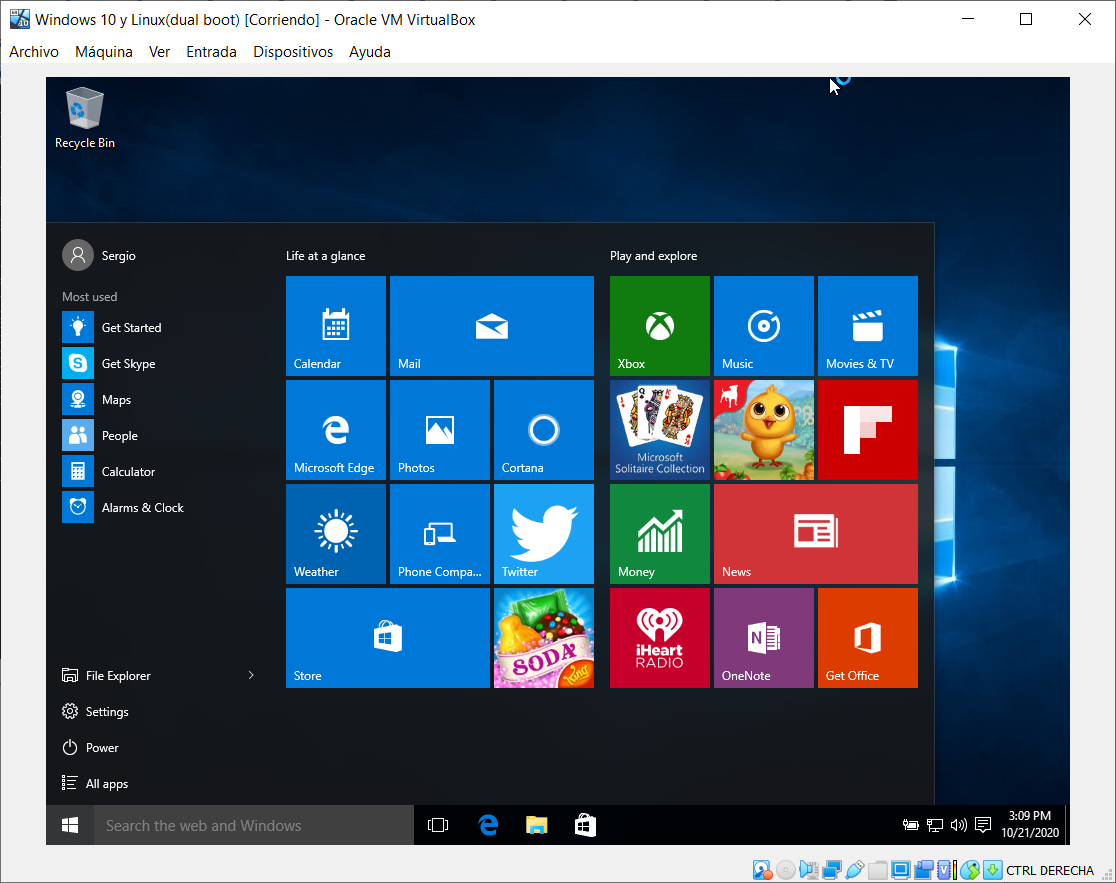 Windows 10 y Linux(dual boot) [Corriendo] - Oracle VM VirtualBox
Archivo Máquina Ver Entrada Dispositivos Ayuda
Recycle Bin
Sergio
Most used
Get Started
Get Skype
Maps
People
Calculator
Alarms & Clock
File Explorer
Settings
Power
All apps
Life at a glance
Calendar
Mail
Microsoft Edge
Photos
Cortana
Weather
Phone Compa...
Twitter
Store
SODA
King
Play and explore
Xbox
Music
Movies & TV
Microsoft
Solitaire Collection
Money
News
iHeart
RADIO
OneNote
Get Office
Search the web and Windows
3:09 PM
10/21/2020
CTRL DERECHA